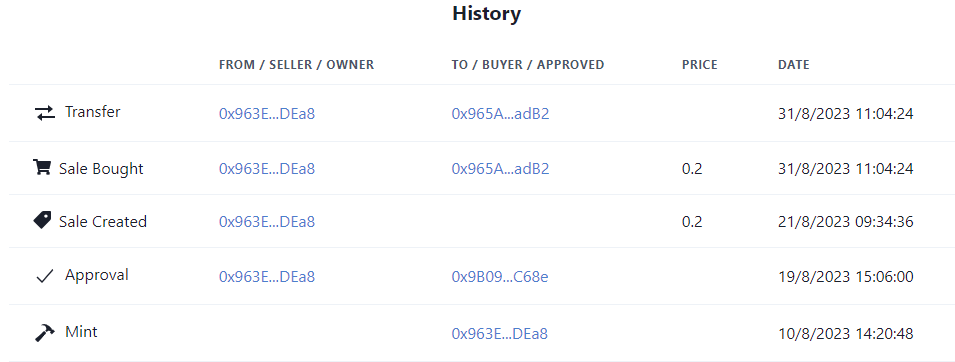 History
FROM / SELLER / OWNER TO / BUYER / APPROVED PRICE DATE
Transfer 0x963E...DEa8 0x965A...adB2 31/8/2023 11:04:24
Sale Bought 0x963E...DEa8 0x965A...adB2 0.2 31/8/2023 11:04:24
Sale Created 0x963E...DEa8 0.2 21/8/2023 09:34:36
Approval 0x963E...DEa8 0x9B09...C68e 19/8/2023 15:06:00
Mint 0x963E...DEa8 10/8/2023 14:20:48